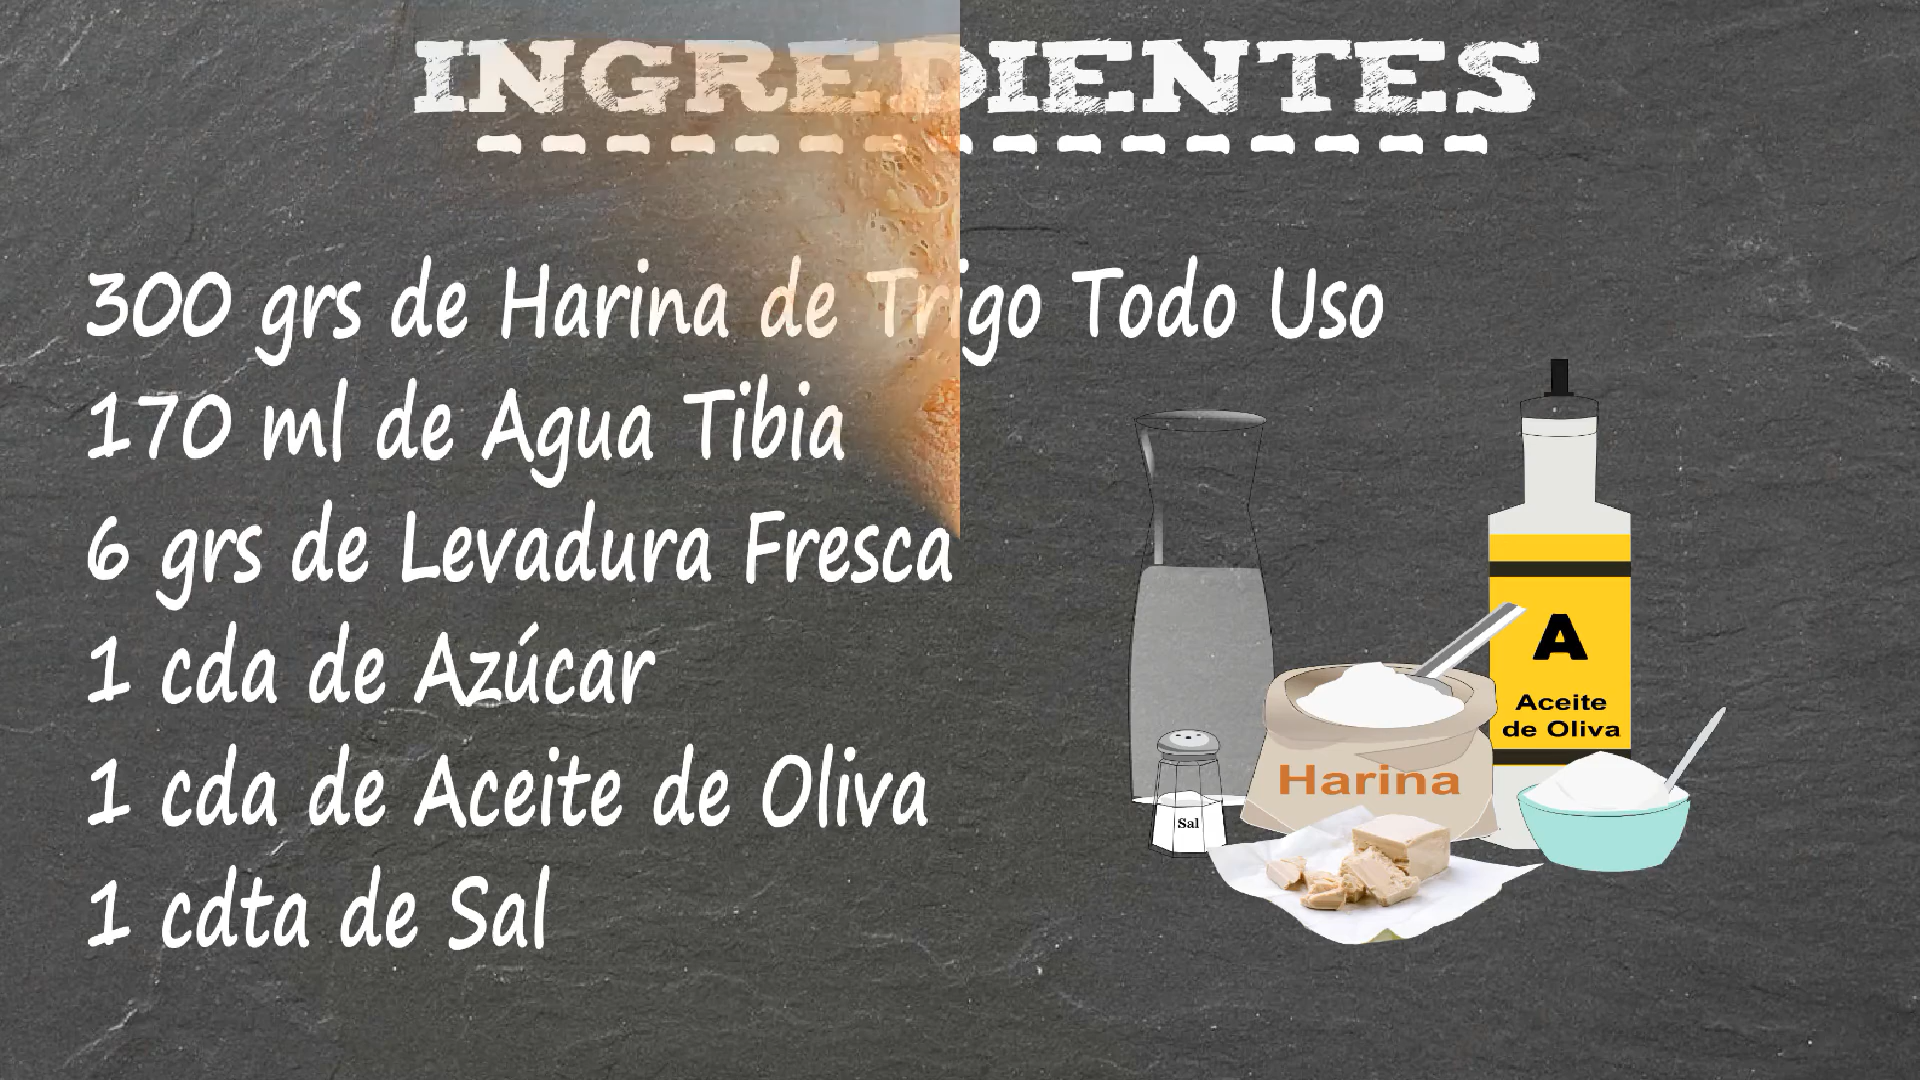 INGREDIENTES
300 grs de Harina de Trigo Todo Uso
170 ml de Agua Tibia
6 grs de Levadura Fresca
1 cda de Azúcar
1 cda de Aceite de Oliva
1 cdta de Sal
A
Aceite
de Oliva
Harina
Sal